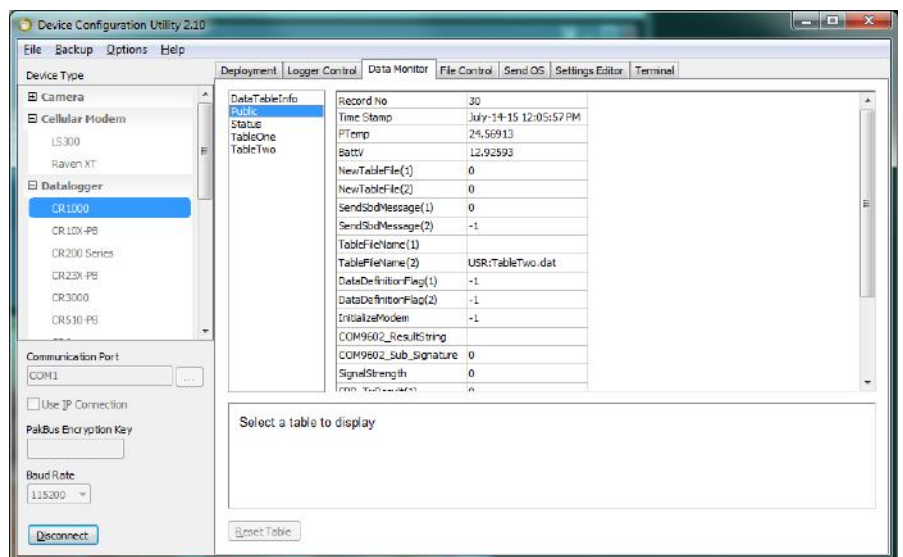 Device Configuration Utility 2.10
File Backup Options Help
Device Type
Camera
Cellular Modem
LS300
Raven XT
Datalogger
CR1000
CR10X-PB
CR200 Series
CR23X-PB
CR3000
CR510-PB
Communication Port
COM1
...
Use IP Connection
PakBus Encryption Key
Baud Rate
115200
Disconnect
Deployment Logger Control Data Monitor File Control Send OS Settings Editor Terminal
DataTableInfo
Public
Status
TableOne
TableTwo
Record No 30
Time Stamp July-14-15 12:05:57 PM
PTemp 24.56913
BattV 12.92593
NewTableFile(1) 0
NewTableFile(2) 0
SendSbdMessage(1) 0
SendSbdMessage(2) -1
TableFileName(1)
TableFileName(2) USR:TableTwo.dat
DataDefinitionFlag(1) -1
DataDefinitionFlag(2) -1
InitializeModem -1
COM9602_ResultString
COM9602_Sub_Signature 0
SignalStrength 0
Select a table to display
Reset Table